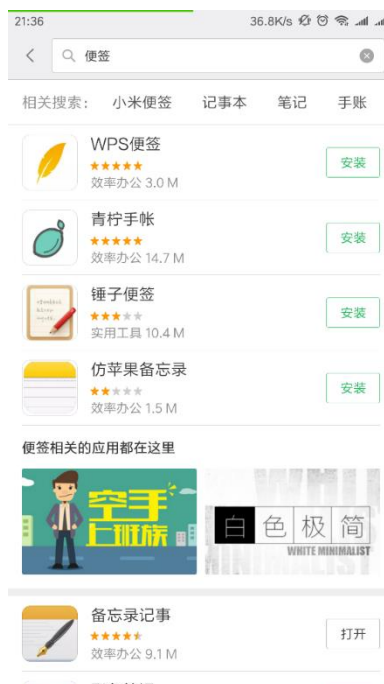 21:36 36.8K/s
便签
相关搜索: 小米便签 记事本 笔记 手账
WPS便签
效率办公 3.0 M
安装
青柠手帐
效率办公 14.7 M
安装
锤子便签
实用工具 10.4 M
安装
仿苹果备忘录
效率办公 1.5 M
安装
便签相关的应用都在这里
空手
上班族
白色极简
WHITE MINIMALIST
备忘录记事
效率办公 9.1 M
打开